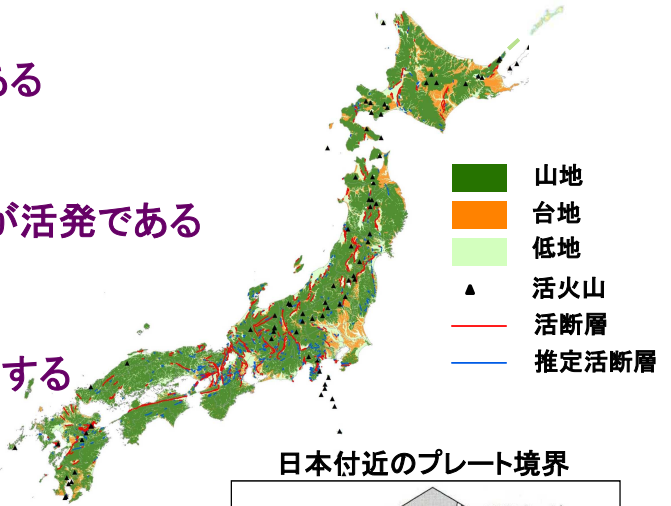 ある
山地
台地
が活発である
低地
活火山
活断層
推定活断層
する
日本付近のプレート境界